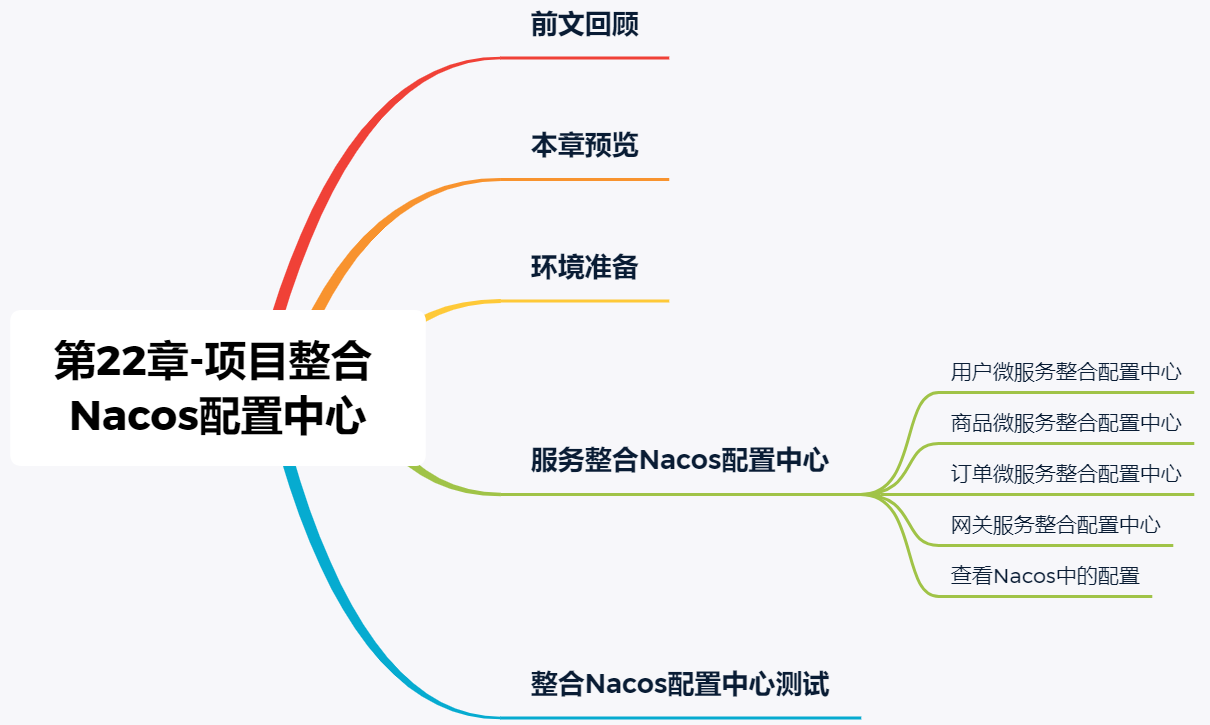 前文回顾
本章预览
环境准备
第22章-项目整合
Nacos配置中心
服务整合Nacos配置中心
用户微服务整合配置中心
商品微服务整合配置中心
订单微服务整合配置中心
网关服务整合配置中心
查看Nacos中的配置
整合Nacos配置中心测试